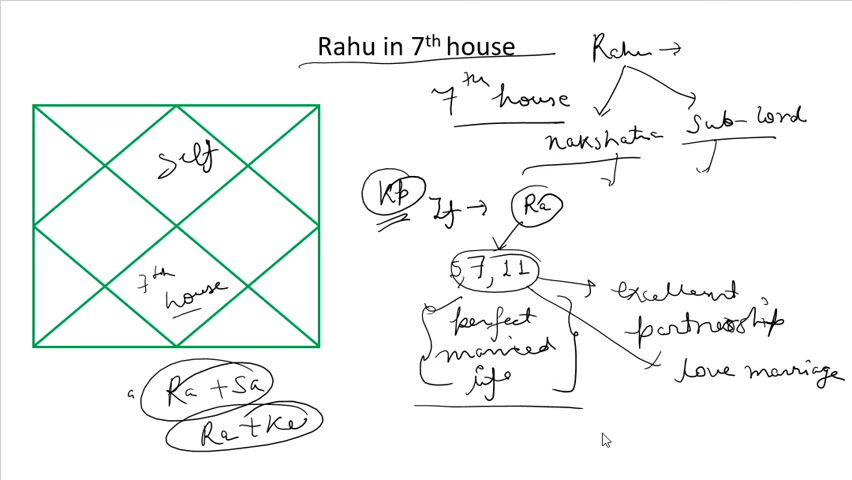 Rahu in 7th house
Rahu →
7th house
nakshatra
Sub-lord
Self
KP
If →
Ra
5, 7, 11
7th
house
excellent
partnership
perfect
married
life
love marriage
Ra + Sa
Ra + Ke